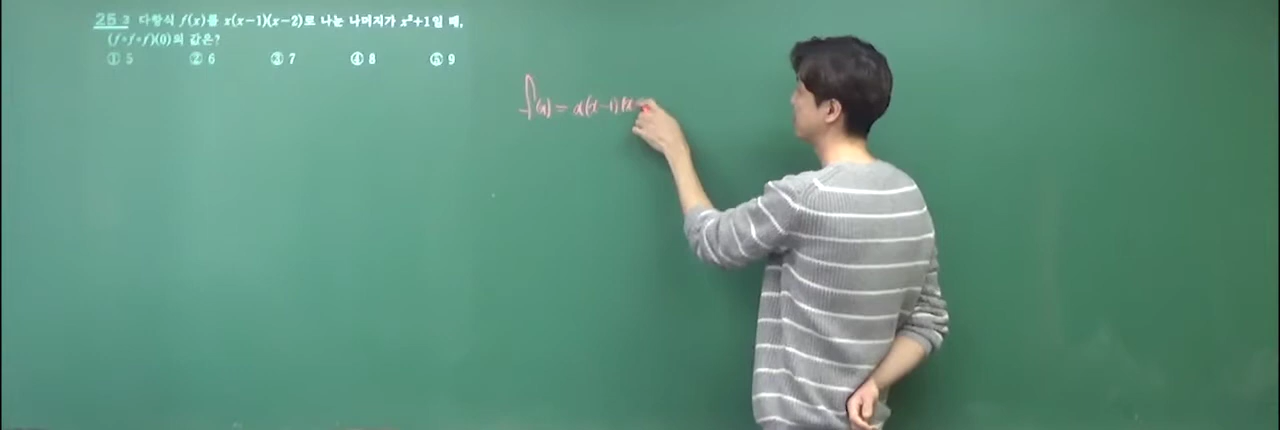 25 3 다항식 f(x)를 x(x−1)(x−2)로 나눈 나머지가 x²+1일 때,
(f∘f∘f)(0)의 값은?
① 5 ② 6 ③ 7 ④ 8 ⑤ 9
f(x) = x(x−1)(x